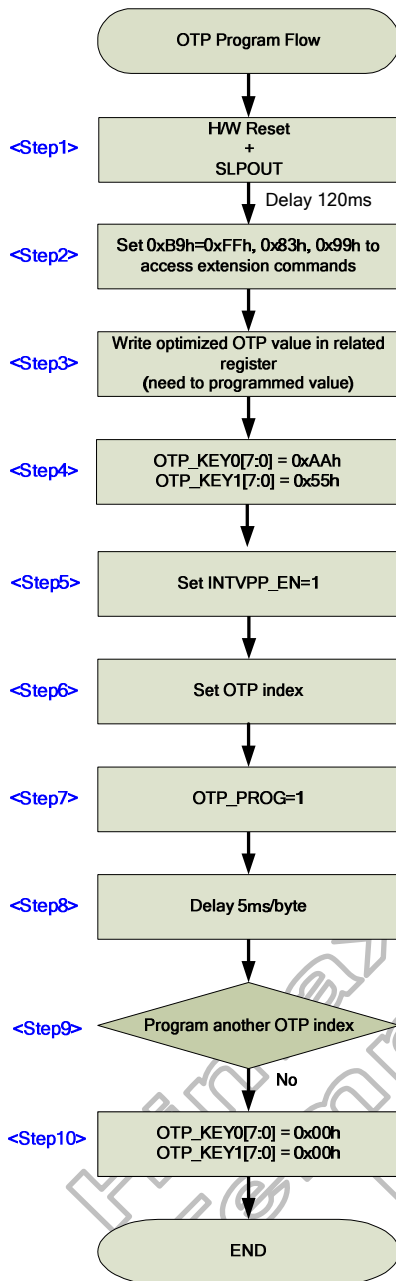 OTP Program Flow
<Step1>
H/W Reset
+
SLPOUT
Delay 120ms
<Step2>
Set 0xB9h=0xFFh, 0x83h, 0x99h to
access extension commands
<Step3>
Write optimized OTP value in related
register
(need to programmed value)
<Step4>
OTP_KEY0[7:0] = 0xAAh
OTP_KEY1[7:0] = 0x55h
<Step5>
Set INTVPP_EN=1
<Step6>
Set OTP index
<Step7>
OTP_PROG=1
<Step8>
Delay 5ms/byte
<Step9>
Program another OTP index
No
<Step10>
OTP_KEY0[7:0] = 0x00h
OTP_KEY1[7:0] = 0x00h
END